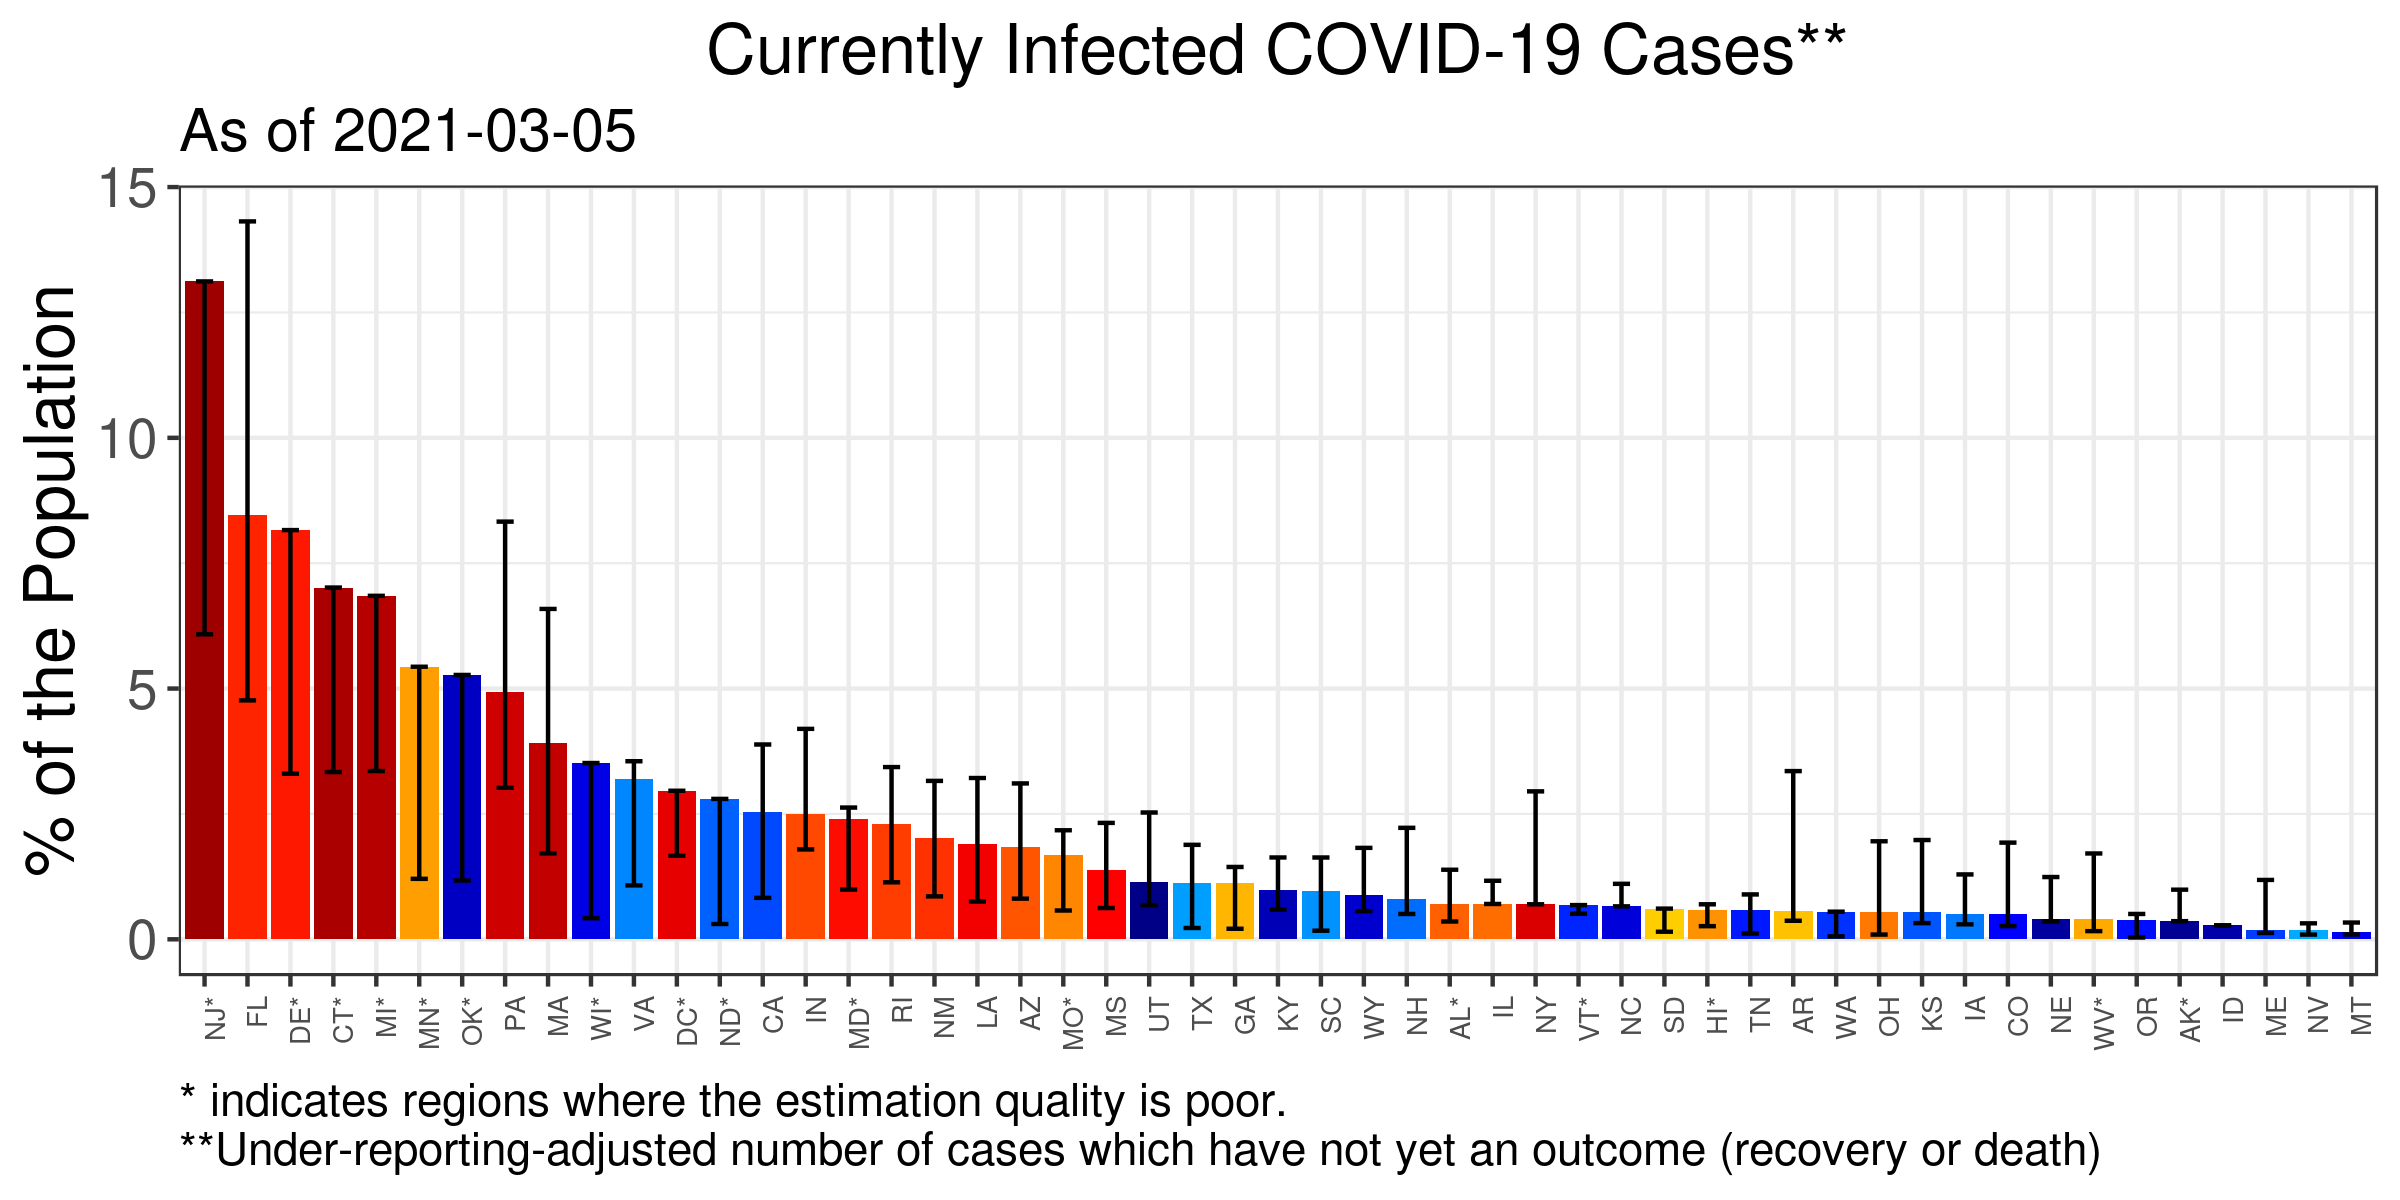 Currently Infected COVID-19 Cases**
As of 2021-03-05
% of the Population
15
10
5
0
NJ*
FL
DE*
CT*
MI*
MN*
OK*
PA
MA
WI*
VA
DC*
ND*
CA
IN
MD*
RI
NM
LA
AZ
MO*
MS
UT
TX
GA
KY
SC
WY
NH
AL*
IL
NY
VT*
NC
SD
HI*
TN
AR
WA
OH
KS
IA
CO
NE
WV*
OR
AK*
ID
ME
NV
MT
* indicates regions where the estimation quality is poor.
**Under-reporting-adjusted number of cases which have not yet an outcome (recovery or death)